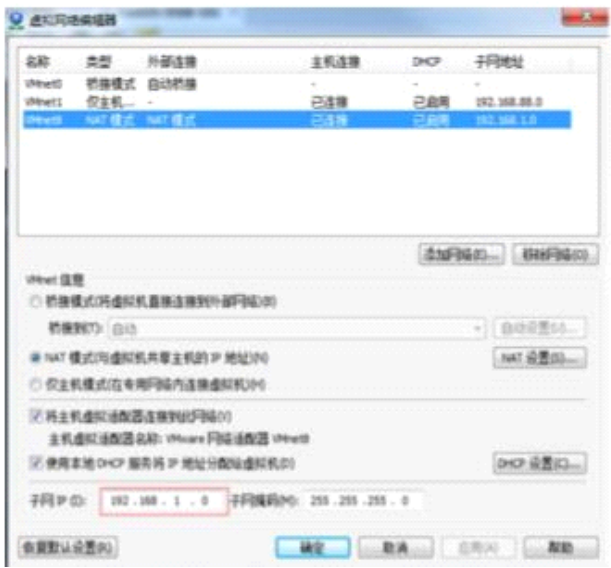 虚拟网络编辑器
名称 类型 外部连接 主机连接 DHCP 子网地址
VMnet0 桥接模式 自动桥接 - - -
VMnet1 仅主机... - 已连接 已启用 192.168.88.0
VMnet8 NAT 模式 NAT 模式 已连接 已启用 192.168.1.0
添加网络(E)... 移除网络(O)
VMnet 信息
桥接模式(将虚拟机直接连接到外部网络)(B)
桥接到(T): 自动 自动设置(U)...
NAT 模式(与虚拟机共享主机的 IP 地址)(N) NAT 设置(S)...
仅主机模式(在专用网络内连接虚拟机)(H)
将主机虚拟适配器连接到此网络(V)
主机虚拟适配器名称: VMware 网络适配器 VMnet8
使用本地 DHCP 服务将 IP 地址分配给虚拟机(D) DHCP 设置(C)...
子网 IP (I): 192 . 168 . 1 . 0 子网掩码(M): 255 . 255 . 255 . 0
恢复默认设置(R) 确定 取消 应用(A) 帮助